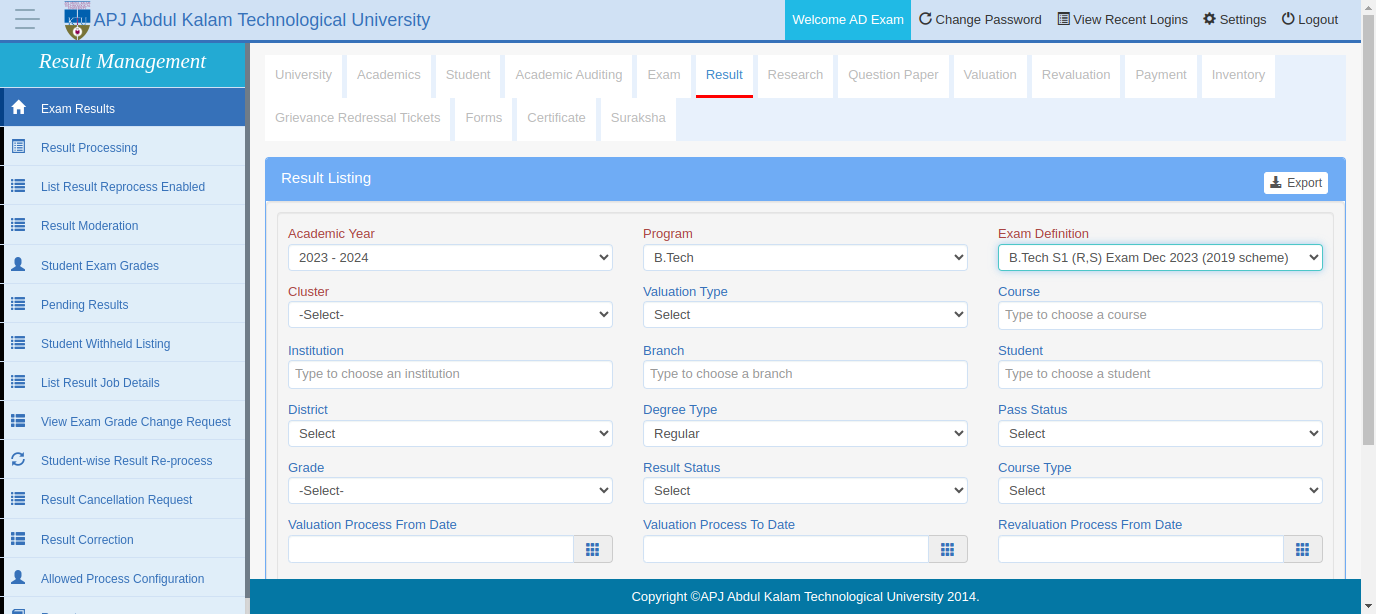 APJ Abdul Kalam Technological University
Welcome AD Exam Change Password View Recent Logins Settings Logout
Result Management
Exam Results
Result Processing
List Result Reprocess Enabled
Result Moderation
Student Exam Grades
Pending Results
Student Withheld Listing
List Result Job Details
View Exam Grade Change Request
Student-wise Result Re-process
Result Cancellation Request
Result Correction
Allowed Process Configuration
University Academics Student Academic Auditing Exam Result Research Question Paper Valuation Revaluation Payment Inventory
Grievance Redressal Tickets Forms Certificate Suraksha
Result Listing Export
Academic Year Program Exam Definition
2023 - 2024 B.Tech B.Tech S1 (R,S) Exam Dec 2023 (2019 scheme)
Cluster Valuation Type Course
-Select- Select Type to choose a course
Institution Branch Student
Type to choose an institution Type to choose a branch Type to choose a student
District Degree Type Pass Status
Select Regular Select
Grade Result Status Course Type
-Select- Select Select
Valuation Process From Date Valuation Process To Date Revaluation Process From Date
Copyright ©APJ Abdul Kalam Technological University 2014.